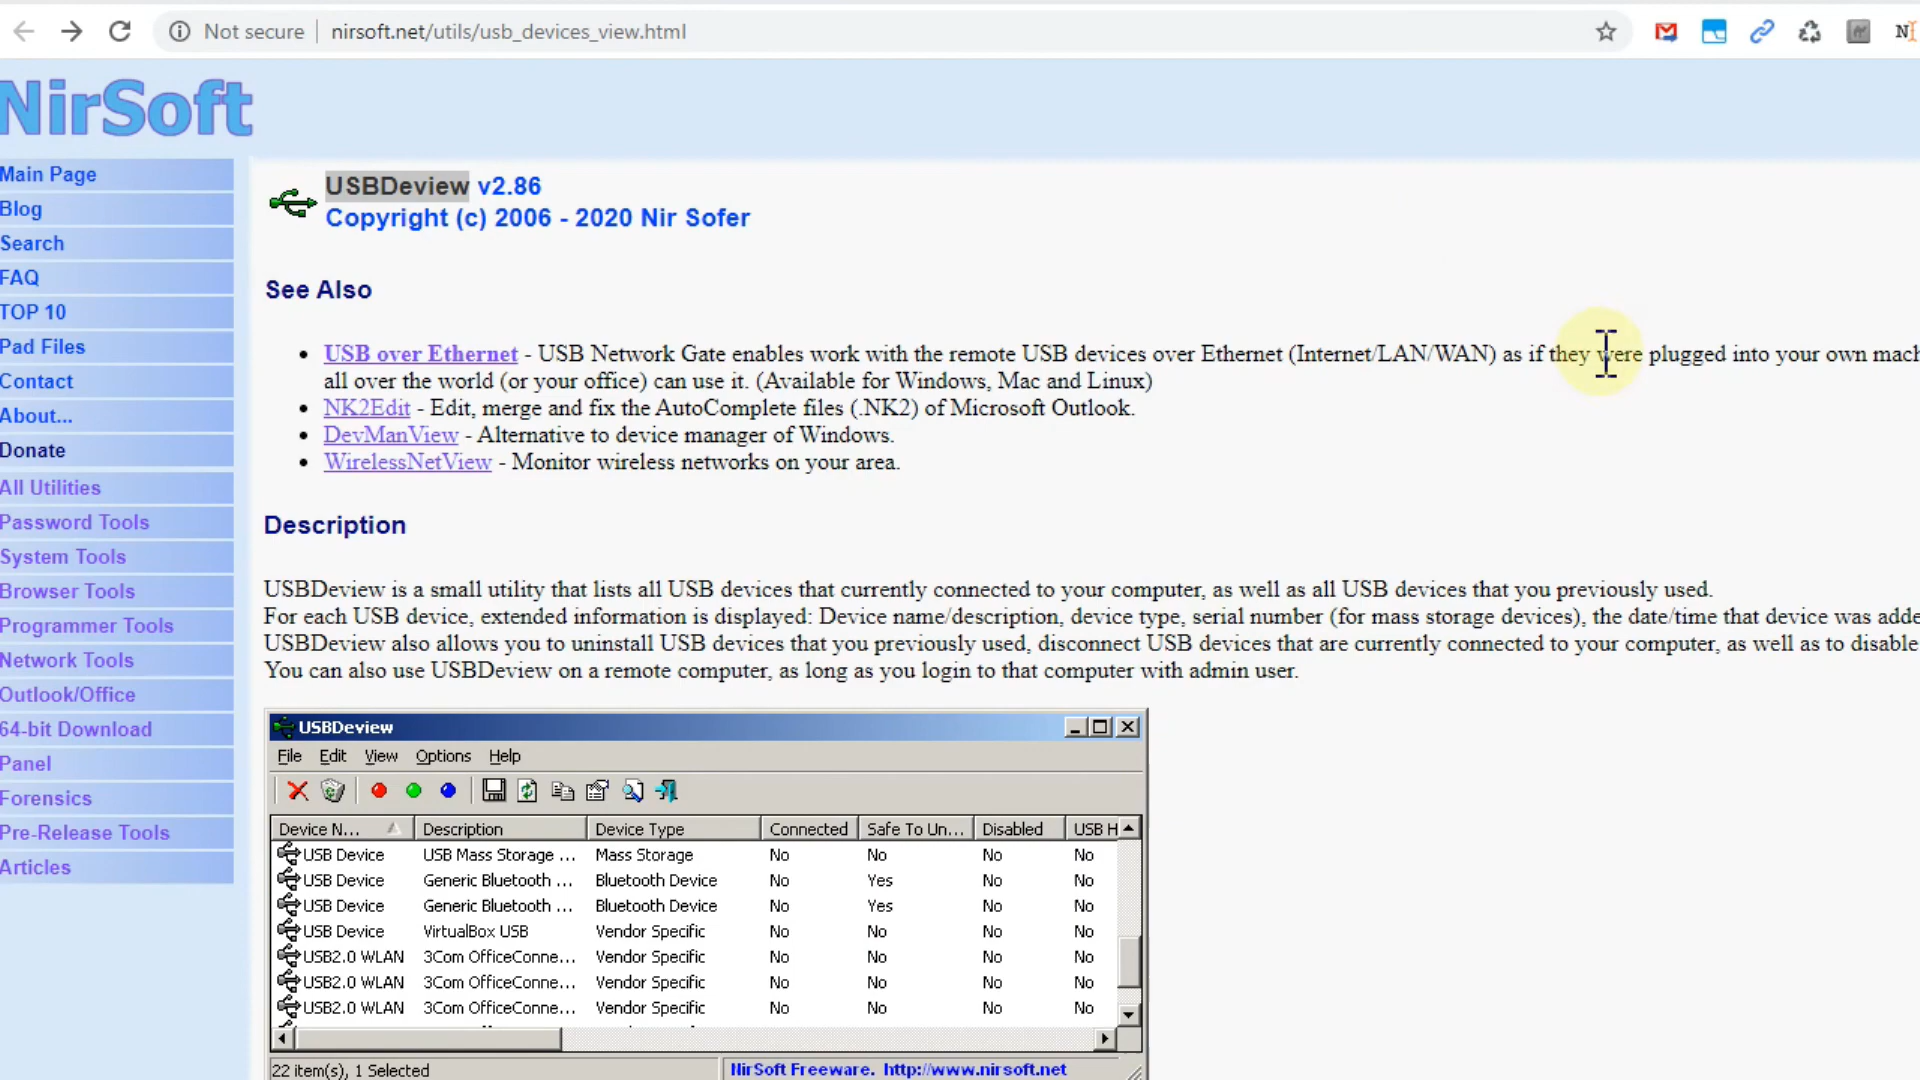 Not secure
nirsoft.net/utils/usb_devices_view.html
NirSoft
Main Page
Blog
Search
FAQ
TOP 10
Pad Files
Contact
About...
Donate
All Utilities
Password Tools
System Tools
Browser Tools
Programmer Tools
Network Tools
Outlook/Office
64-bit Download
Panel
Forensics
Pre-Release Tools
Articles
USBDeview v2.86
Copyright (c) 2006 - 2020 Nir Sofer
See Also
• USB over Ethernet - USB Network Gate enables work with the remote USB devices over Ethernet (Internet/LAN/WAN) as if they were plugged into your own mach
all over the world (or your office) can use it. (Available for Windows, Mac and Linux)
• NK2Edit - Edit, merge and fix the AutoComplete files (.NK2) of Microsoft Outlook.
• DevManView - Alternative to device manager of Windows.
• WirelessNetView - Monitor wireless networks on your area.
Description
USBDeview is a small utility that lists all USB devices that currently connected to your computer, as well as all USB devices that you previously used.
For each USB device, extended information is displayed: Device name/description, device type, serial number (for mass storage devices), the date/time that device was adde
USBDeview also allows you to uninstall USB devices that you previously used, disconnect USB devices that are currently connected to your computer, as well as to disable
You can also use USBDeview on a remote computer, as long as you login to that computer with admin user.
USBDeview
File Edit View Options Help
Device N... Description Device Type Connected Safe To Un... Disabled USB H
USB Device USB Mass Storage ... Mass Storage No No No No
USB Device Generic Bluetooth ... Bluetooth Device No Yes No No
USB Device Generic Bluetooth ... Bluetooth Device No Yes No No
USB Device VirtualBox USB Vendor Specific No No No No
USB2.0 WLAN 3Com OfficeConne... Vendor Specific No No No No
USB2.0 WLAN 3Com OfficeConne... Vendor Specific No No No No
USB2.0 WLAN 3Com OfficeConne... Vendor Specific No No No No
22 item(s), 1 Selected
NirSoft Freeware. http://www.nirsoft.net